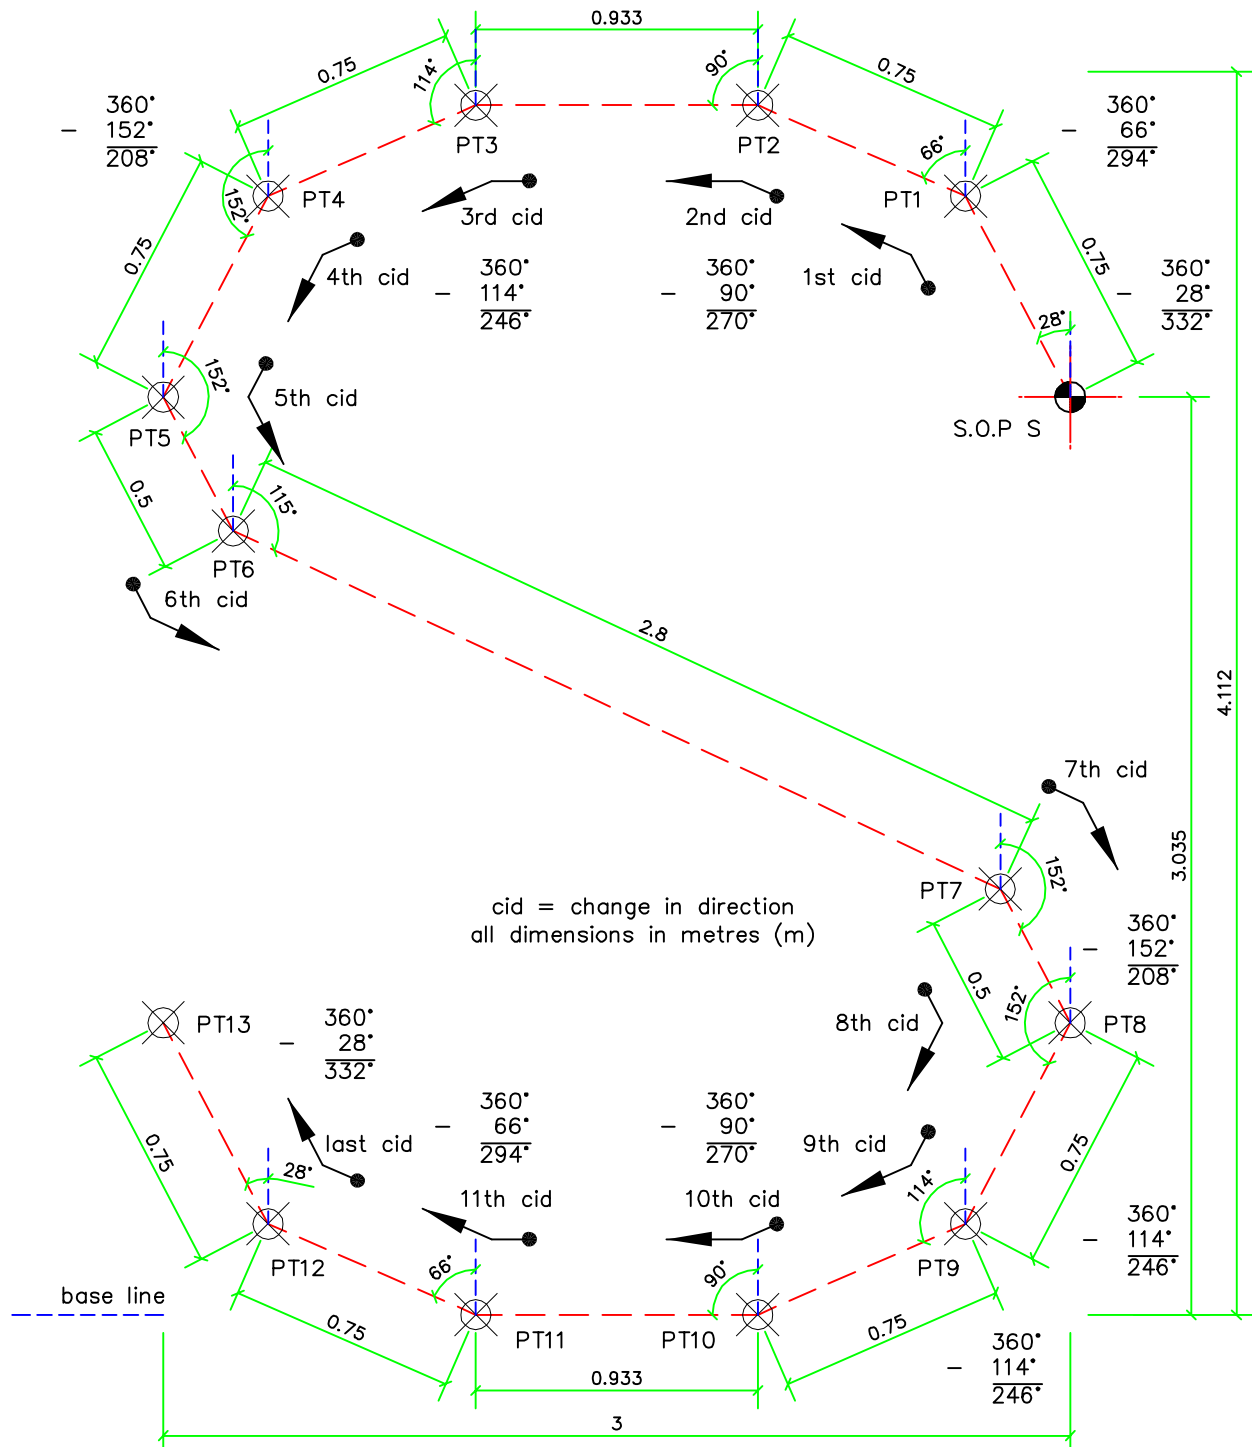 0.933
0.75
114°
90°
0.75
360°
- 152°
208°
PT3
PT2
66°
360°
- 66°
294°
152°
PT4
PT1
3rd cid
2nd cid
0.75
4th cid
1st cid
0.75
360°
- 114°
246°
360°
- 90°
270°
360°
- 28°
332°
28°
152°
5th cid
PT5
S.O.P S
0.5
115°
PT6
6th cid
2.8
4.112
7th cid
3.035
152°
PT7
cid = change in direction
all dimensions in metres (m)
360°
- 152°
208°
0.5
152°
PT13
8th cid
PT8
360°
- 28°
332°
360°
- 66°
294°
360°
- 90°
270°
last cid
9th cid
0.75
28°
0.75
11th cid
10th cid
114°
360°
- 114°
246°
PT12
66°
90°
PT9
base line
0.75
PT11
PT10
0.75
360°
- 114°
246°
0.933
3